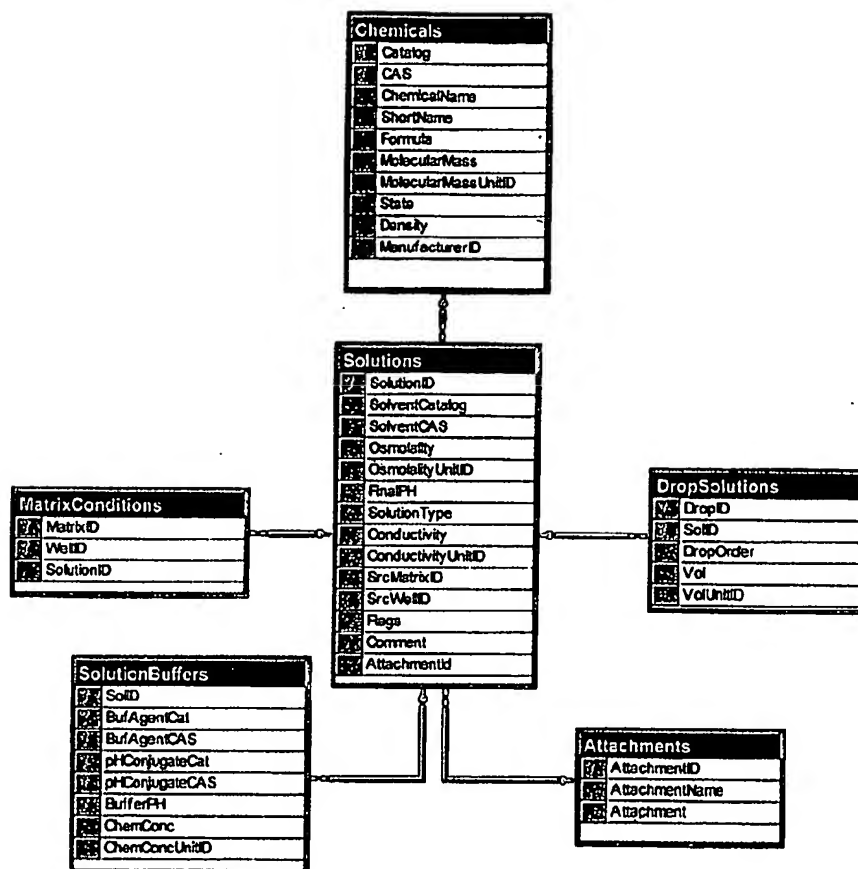 Chemicals
Catalog
CAS
ChemicalName
ShortName
Formula
MolecularMass
MolecularMassUnitID
State
Density
ManufacturerID
Solutions
SolutionID
SolventCatalog
SolventCAS
Osmolality
OsmolalityUnitID
FinalPH
SolutionType
Conductivity
ConductivityUnitID
SrcMatrixID
SrcWellID
Flags
Comment
AttachmentId
MatrixConditions
MatrixID
WellID
SolutionID
DropSolutions
DropID
SolID
DropOrder
Vol
VolUnitID
SolutionBuffers
SolID
BufAgentCat
BufAgentCAS
pHConjugateCat
pHConjugateCAS
BufferPH
ChemConc
ChemConcUnitID
Attachments
AttachmentID
AttachmentName
Attachment